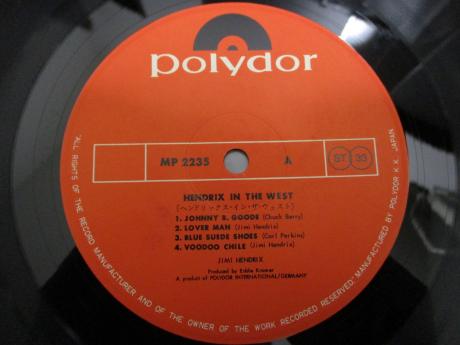 polydor
MP 2235 A ST 33
HENDRIX IN THE WEST
(ヘンドリックス・イン・ザ・ウェスト)
1. JOHNNY B. GOODE (Chuck Berry)
2. LOVER MAN (Jimi Hendrix)
3. BLUE SUEDE SHOES (Carl Perkins)
4. VOODOO CHILE (Jimi Hendrix)
JIMI HENDRIX
Produced by Eddie Kramer
A product of POLYDOR INTERNATIONAL/GERMANY
"ALL RIGHTS OF THE RECORD MANUFACTURER AND OF THE OWNER OF THE WORK RECORDED RESERVED" MANUFACTURED BY POLYDOR K.K. JAPAN